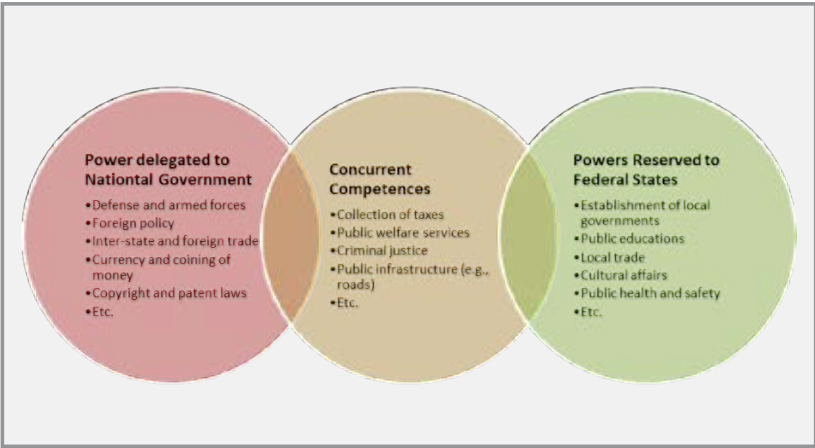 Power delegated to
Nationtal Government
•Defense and armed forces
•Foreign policy
•Inter-state and foreign trade
•Currency and coining of
money
•Copyright and patent laws
•Etc.
Concurrent
Competences
•Collection of taxes
•Public welfare services
•Criminal justice
•Public infrastructure (e.g.,
roads)
•Etc.
Powers Reserved to
Federal States
•Establishment of local
governments
•Public educations
•Local trade
•Cultural affairs
•Public health and safety
•Etc.